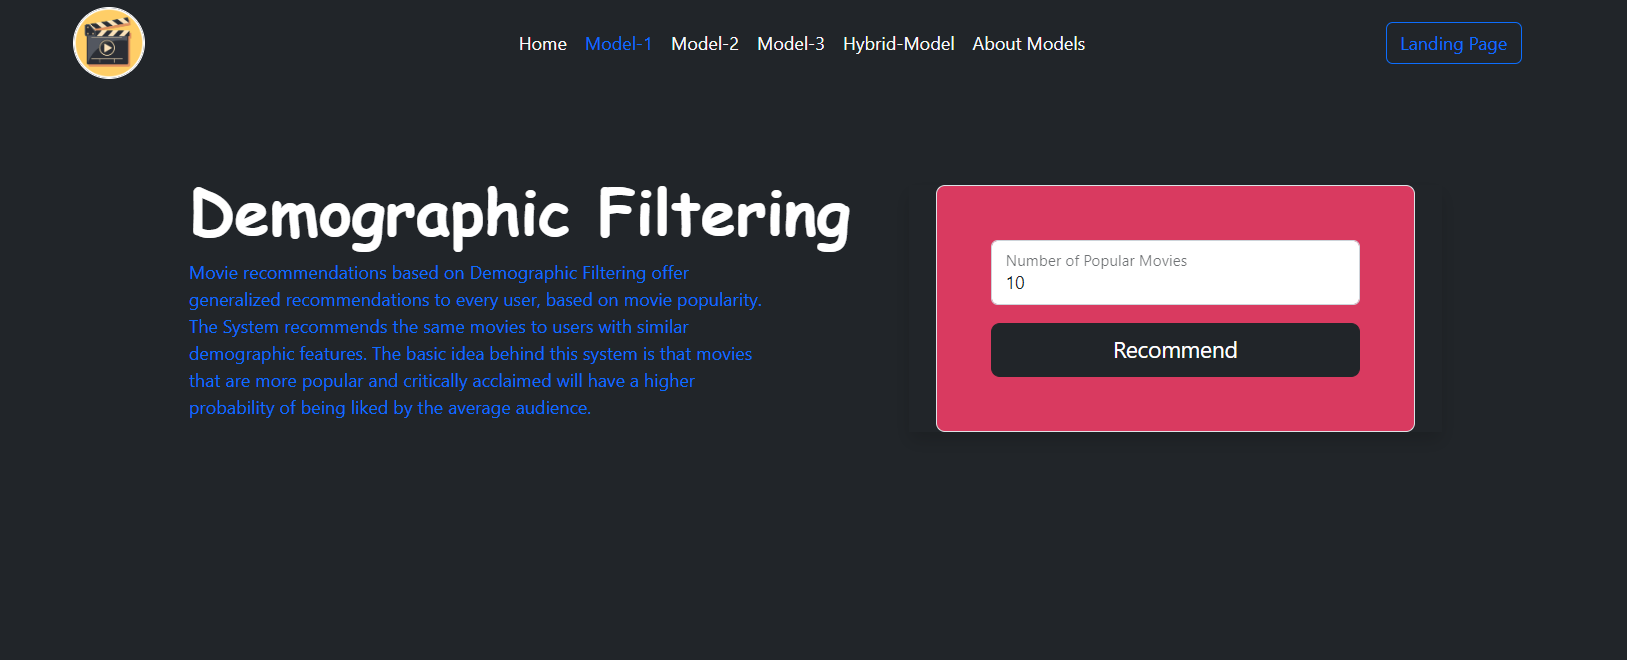 Home Model-1 Model-2 Model-3 Hybrid-Model About Models Landing Page
Demographic Filtering
Movie recommendations based on Demographic Filtering offer
generalized recommendations to every user, based on movie popularity.
The System recommends the same movies to users with similar
demographic features. The basic idea behind this system is that movies
that are more popular and critically acclaimed will have a higher
probability of being liked by the average audience.
Number of Popular Movies
10
Recommend